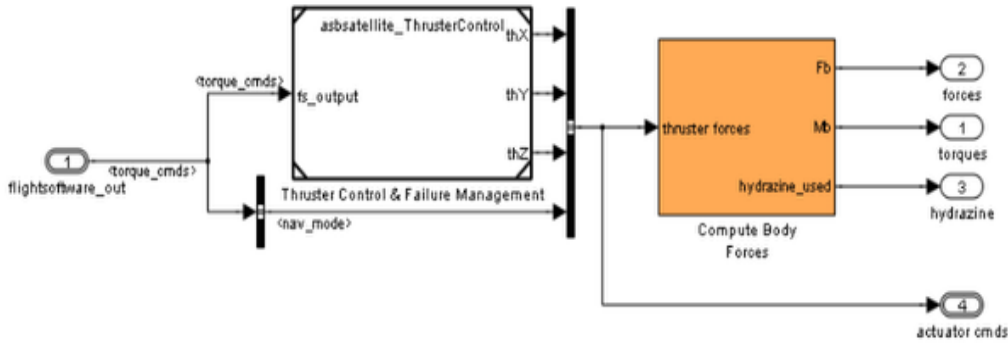 asbsatellite_ThrusterControl
thX
<torque_cmds>
fs_output
thY
thZ
1
<torque_cmds>
flightsoftware_out
Thruster Control & Failure Management
<nav_mode>
Fb
thruster forces
Mb
hydrazine_used
Compute Body
Forces
2
forces
1
torques
3
hydrazine
4
actuator cmds